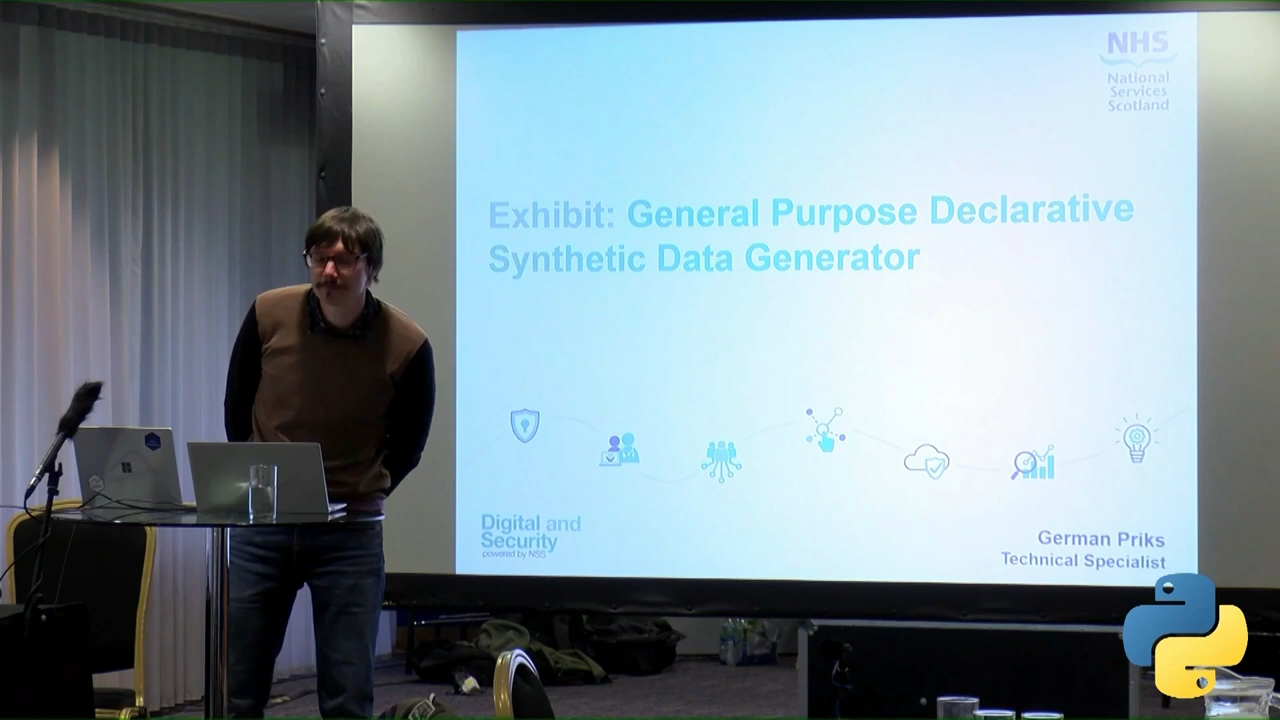 NHS
National
Services
Scotland
Exhibit: General Purpose Declarative
Synthetic Data Generator
Digital and
Security
powered by NSS
German Priks
Technical Specialist